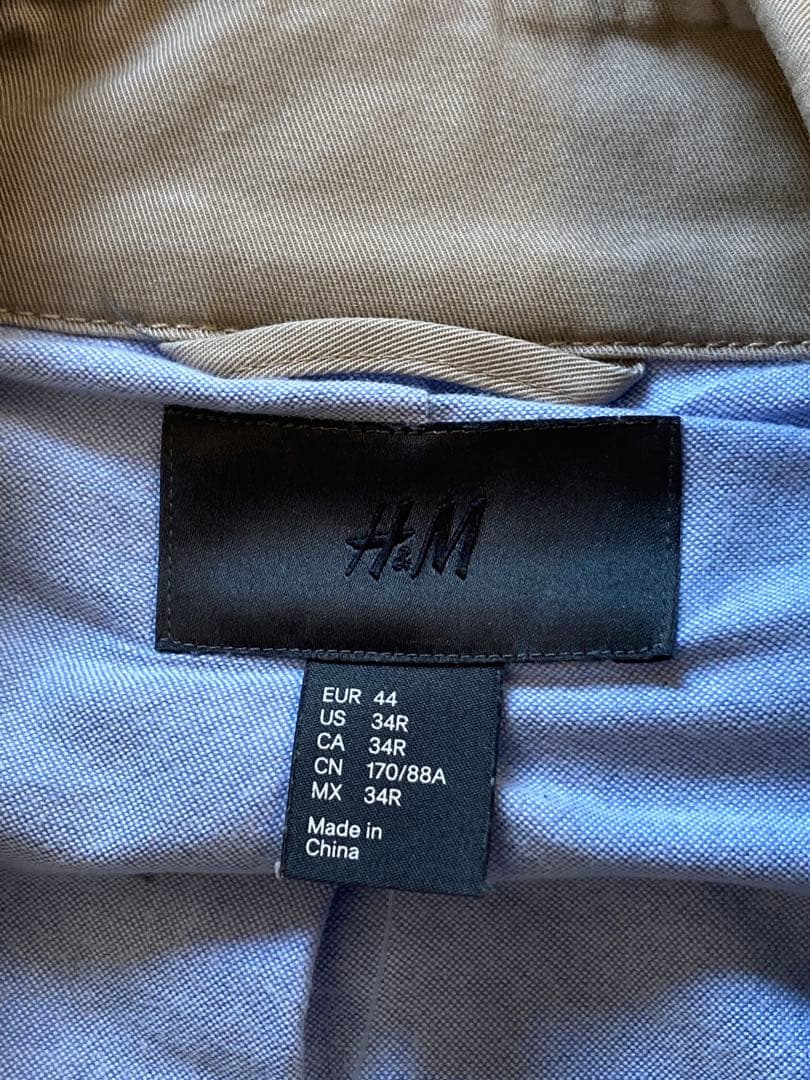 H&M
EUR 44
US 34R
CA 34R
CN 170/88A
MX 34R
Made in
China